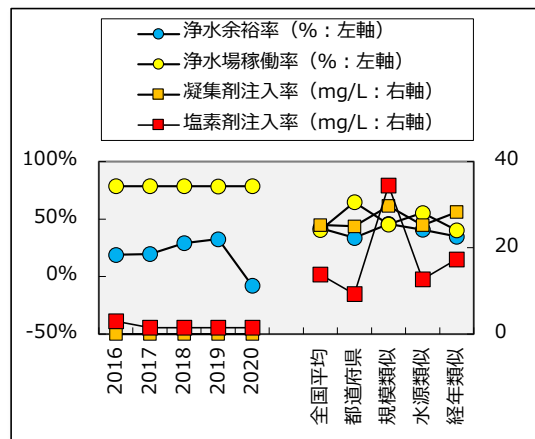 浄水余裕率（%：左軸）
浄水場稼働率（%：左軸）
凝集剤注入率（mg/L：右軸）
塩素剤注入率（mg/L：右軸）
100%
50%
0%
-50%
40
20
0
2016
2017
2018
2019
2020
全国平均
都道府県
規模類似
水源類似
経年類似